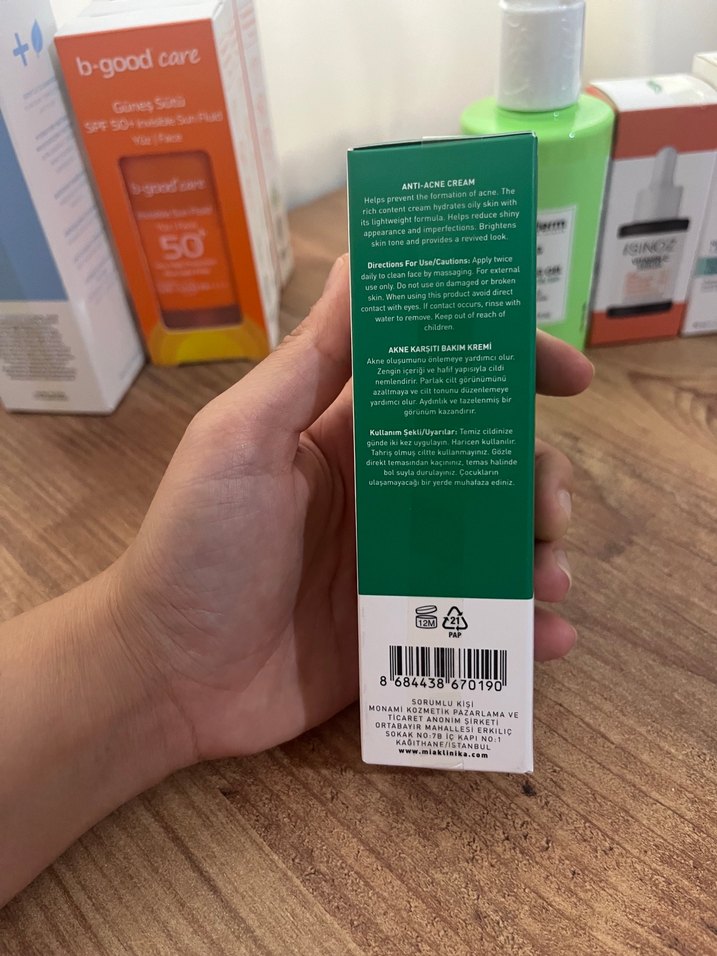 b-good care
Güneş Sütü
SPF 50+ Invisible Sun Fluid
Yüz | Face
b-good care
Invisible Sun Fluid
50+
ANTI-ACNE CREAM
Helps prevent the formation of acne. The
rich content cream hydrates oily skin with
its lightweight formula. Helps reduce shiny
appearance and imperfections. Brightens
skin tone and provides a revived look.
Directions For Use/Cautions: Apply twice
daily to clean face by massaging. For external
use only. Do not use on damaged or broken
skin. When using this product avoid direct
contact with eyes. If contact occurs, rinse with
water to remove. Keep out of reach of
children.
AKNE KARŞITI BAKIM KREMİ
Akne oluşumunu önlemeye yardımcı olur.
Zengin içeriği ve hafif yapısıyla cildi
nemlendirir. Parlak cilt görünümünü
azaltmaya ve cilt tonunu düzenlemeye
yardımcı olur. Aydınlık ve tazelenmiş bir
görünüm kazandırır.
Kullanım Şekli/Uyarılar: Temiz cildinize
günde iki kez uygulayın. Haricen kullanılır.
Tahriş olmuş ciltte kullanmayınız. Gözle
direkt temasından kaçınınız, temas halinde
bol suyla durulayınız. Çocukların
ulaşamayacağı bir yerde muhafaza ediniz.
12M
21
PAP
8 684438 670190
SORUMLU KİŞİ
MONAMİ KOZMETİK PAZARLAMA VE
TİCARET ANONİM ŞİRKETİ
ORTABAYIR MAHALLESİ ERKILIÇ
SOKAK NO:7B İÇ KAPI NO:1
KAĞITHANE/İSTANBUL
www.miaklinika.com
derm
VITAMIN C